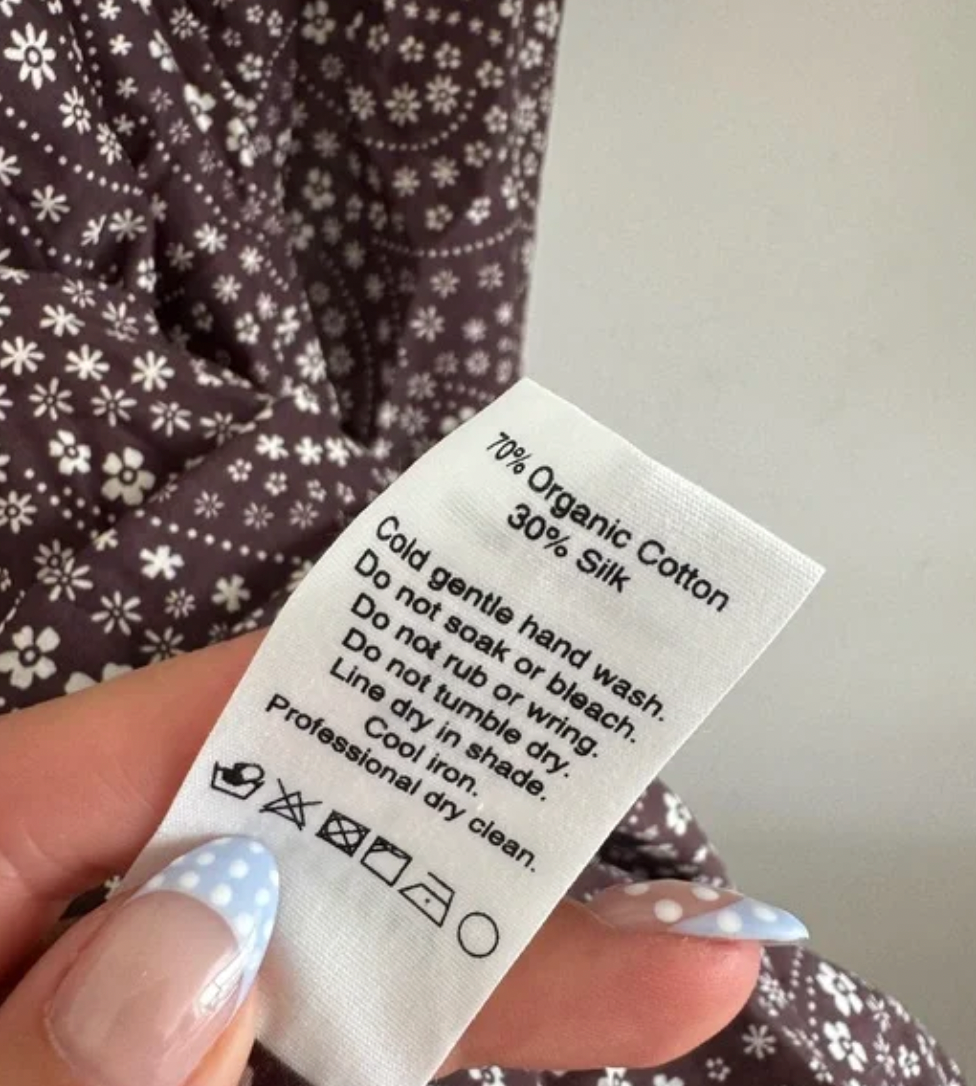 70% Organic Cotton
30% Silk
Cold gentle hand wash.
Do not soak or bleach.
Do not rub or wring.
Do not tumble dry.
Line dry in shade.
Cool iron.
Professional dry clean.